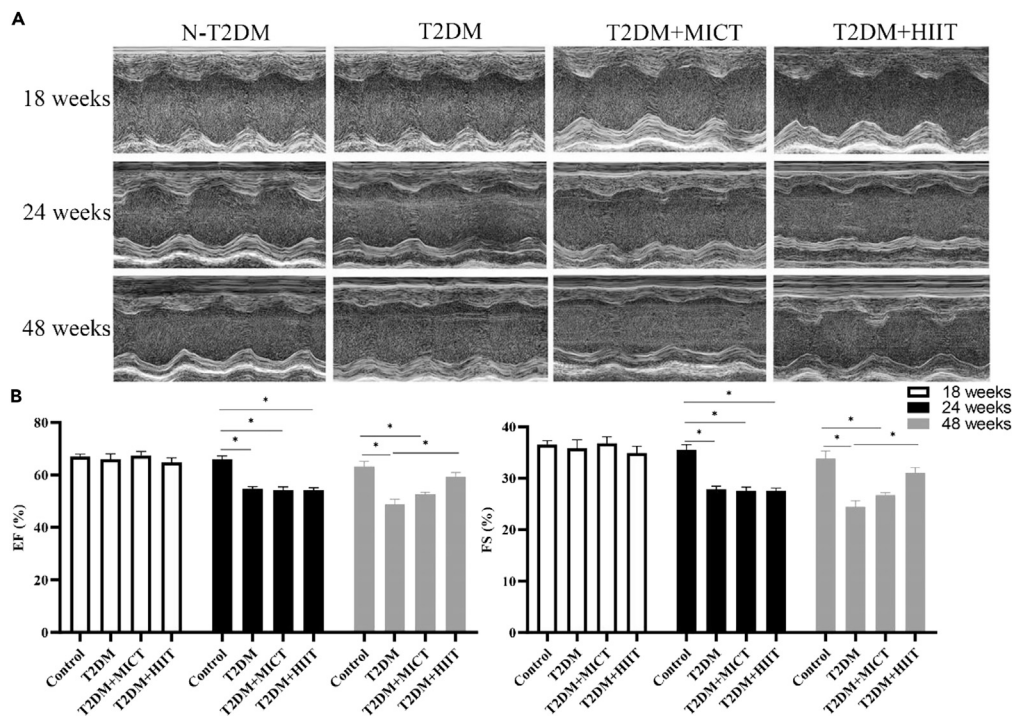 A
N-T2DM T2DM T2DM+MICT T2DM+HIIT
18 weeks
24 weeks
48 weeks
B
18 weeks
24 weeks
48 weeks
EF (%)
80
60
40
20
0
* * *
* * *
Control T2DM T2DM+MICT T2DM+HIIT Control T2DM T2DM+MICT T2DM+HIIT Control T2DM T2DM+MICT T2DM+HIIT
FS (%)
40
30
20
10
0
* * *
* * *
Control T2DM T2DM+MICT T2DM+HIIT Control T2DM T2DM+MICT T2DM+HIIT Control T2DM T2DM+MICT T2DM+HIIT